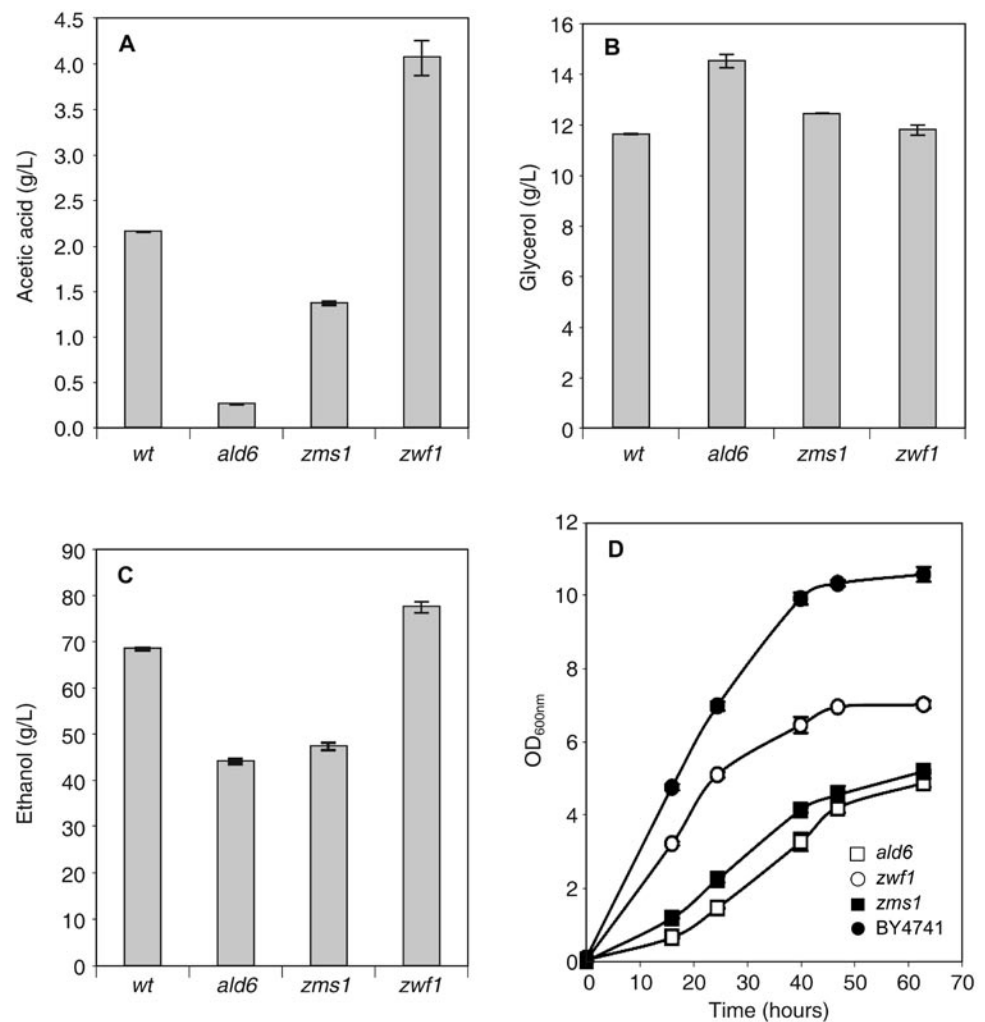 A
Acetic acid (g/L)
4.5
4.0
3.5
3.0
2.5
2.0
1.5
1.0
0.5
0.0
wt ald6 zms1 zwf1
B
Glycerol (g/L)
16
14
12
10
8
6
4
2
0
wt ald6 zms1 zwf1
C
Ethanol (g/L)
90
80
70
60
50
40
30
20
10
0
wt ald6 zms1 zwf1
D
OD600nm
12
10
8
6
4
2
0
ald6
zwf1
zms1
BY4741
0 10 20 30 40 50 60 70
Time (hours)